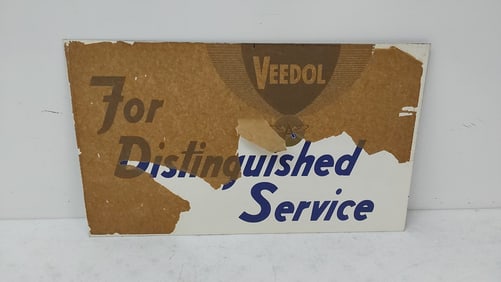 VEEDOL
For
Distinguished
Service